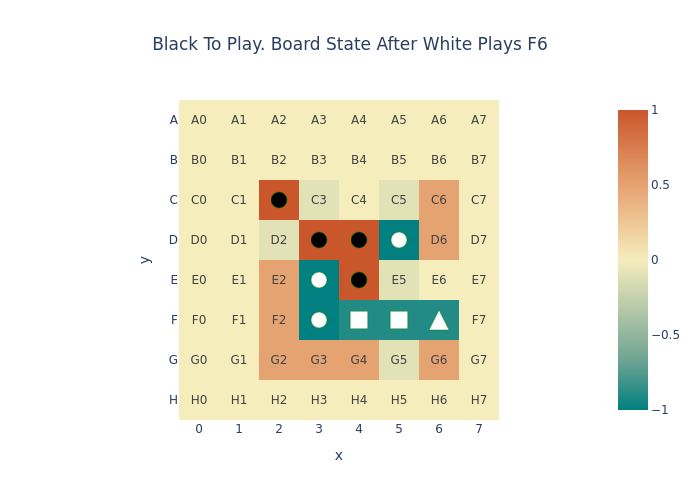 Black To Play. Board State After White Plays F6
A A0 A1 A2 A3 A4 A5 A6 A7
B B0 B1 B2 B3 B4 B5 B6 B7
C C0 C1 C3 C4 C5 C6 C7
D D0 D1 D2 D6 D7
E E0 E1 E2 E5 E6 E7
F F0 F1 F2 F7
G G0 G1 G2 G3 G4 G5 G6 G7
H H0 H1 H2 H3 H4 H5 H6 H7
0 1 2 3 4 5 6 7
x
y
1
0.5
0
−0.5
−1